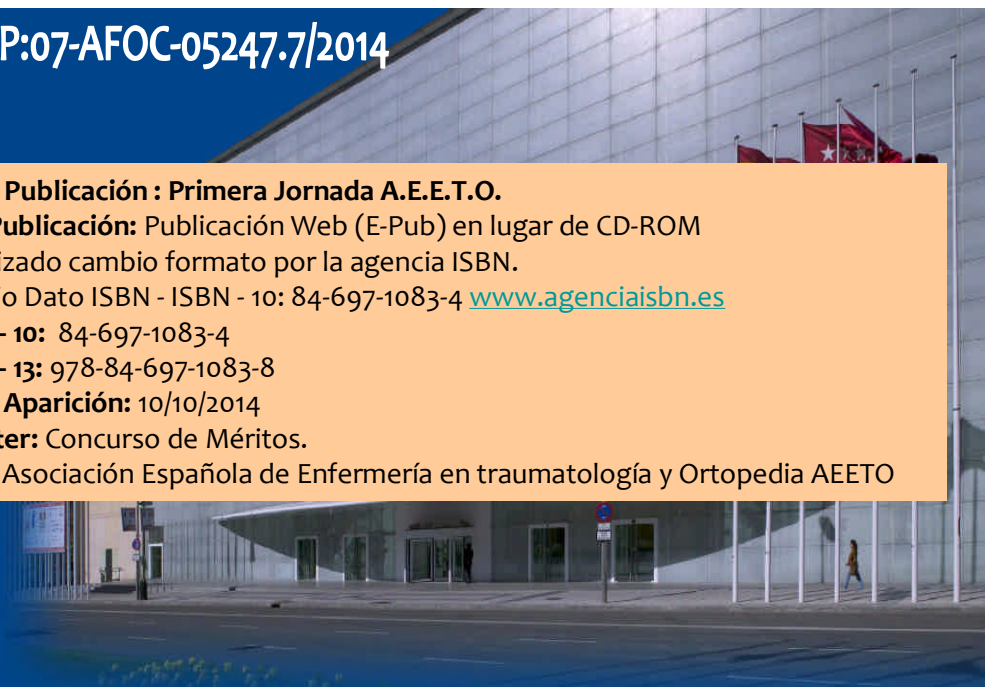 P:07-AFOC-05247.7/2014
Publicación : Primera Jornada A.E.E.T.O.
Publicación: Publicación Web (E-Pub) en lugar de CD-ROM
izado cambio formato por la agencia ISBN.
io Dato ISBN - ISBN - 10: 84-697-1083-4 www.agenciaisbn.es
- 10: 84-697-1083-4
- 13: 978-84-697-1083-8
Aparición: 10/10/2014
ter: Concurso de Méritos.
Asociación Española de Enfermería en traumatología y Ortopedia AEETO